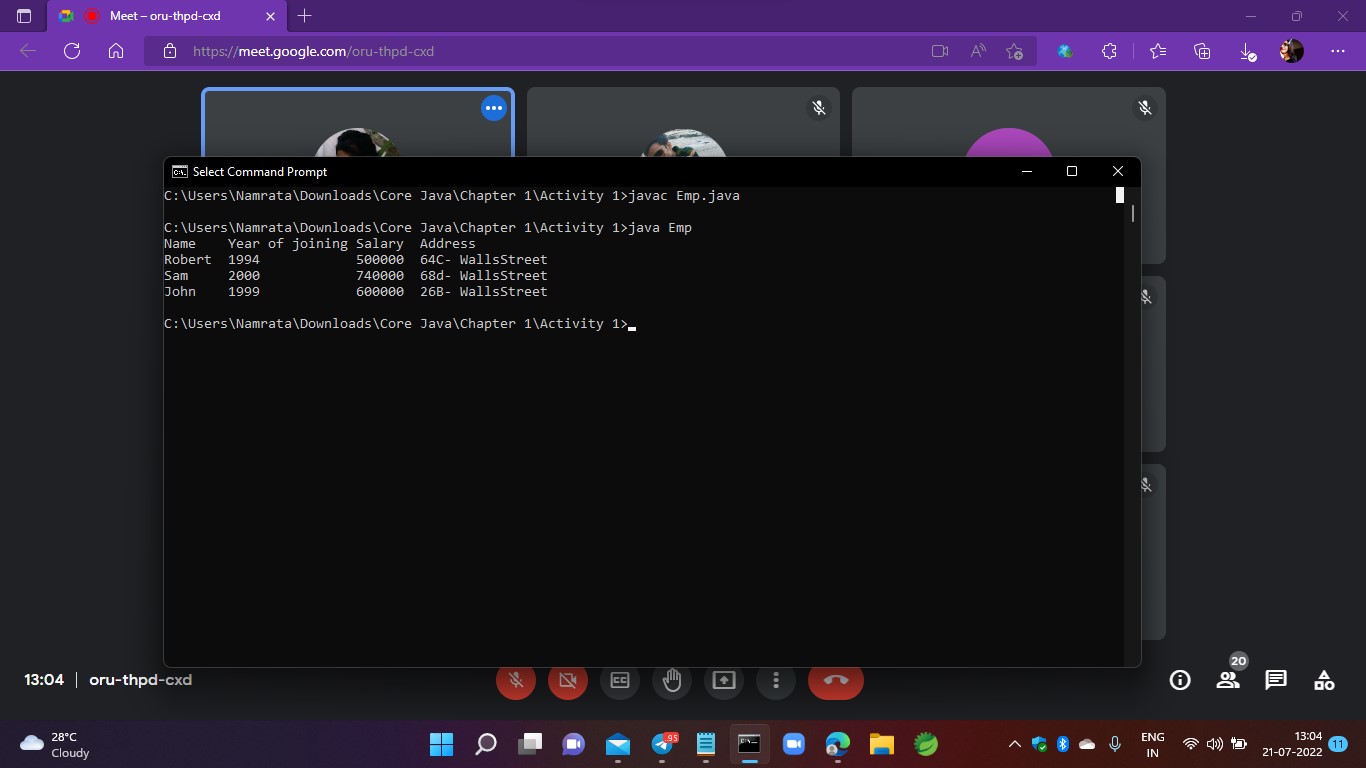 Meet – oru-thpd-cxd
https://meet.google.com/oru-thpd-cxd
Select Command Prompt
C:\Users\Namrata\Downloads\Core Java\Chapter 1\Activity 1>javac Emp.java
C:\Users\Namrata\Downloads\Core Java\Chapter 1\Activity 1>java Emp
Name    Year of joining Salary  Address
Robert  1994            500000  64C- WallsStreet
Sam     2000            740000  68d- WallsStreet
John    1999            600000  26B- WallsStreet
C:\Users\Namrata\Downloads\Core Java\Chapter 1\Activity 1>
13:04 | oru-thpd-cxd
20
28°C
Cloudy
95
ENG
IN
13:04
21-07-2022
11